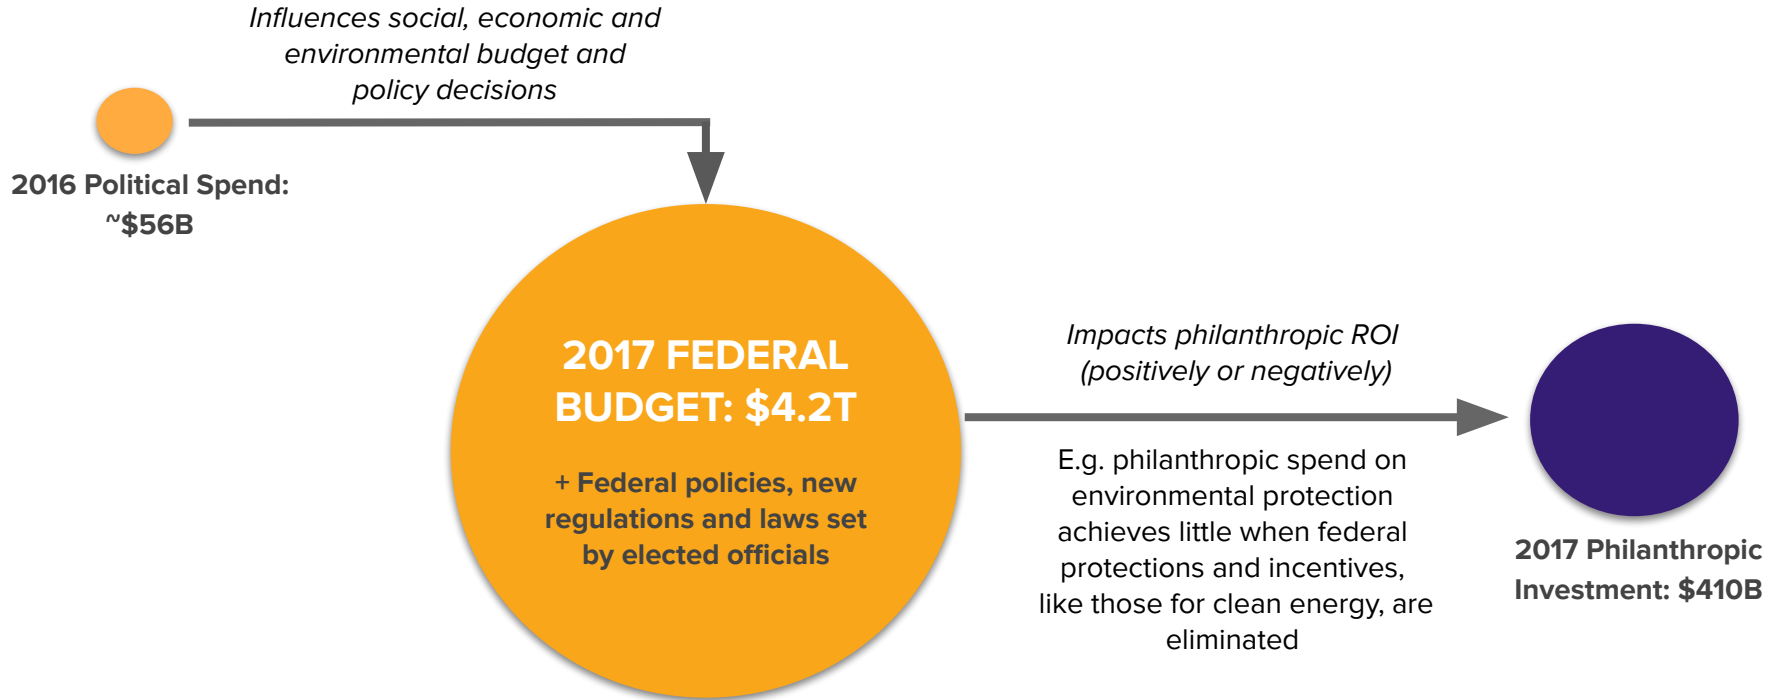 Influences social, economic and
environmental budget and
policy decisions
2016 Political Spend:
~$56B
2017 FEDERAL
BUDGET: $4.2T
+ Federal policies, new
regulations and laws set
by elected officials
Impacts philanthropic ROI
(positively or negatively)
E.g. philanthropic spend on
environmental protection
achieves little when federal
protections and incentives,
like those for clean energy, are
eliminated
2017 Philanthropic
Investment: $410B